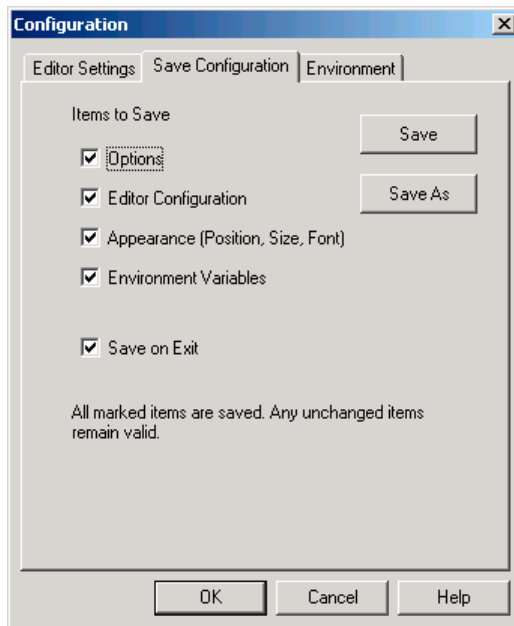 Configuration
Editor Settings
Save Configuration
Environment
Items to Save
Save
Options
Save As
Editor Configuration
Appearance (Position, Size, Font)
Environment Variables
Save on Exit
All marked items are saved. Any unchanged items
remain valid.
OK
Cancel
Help